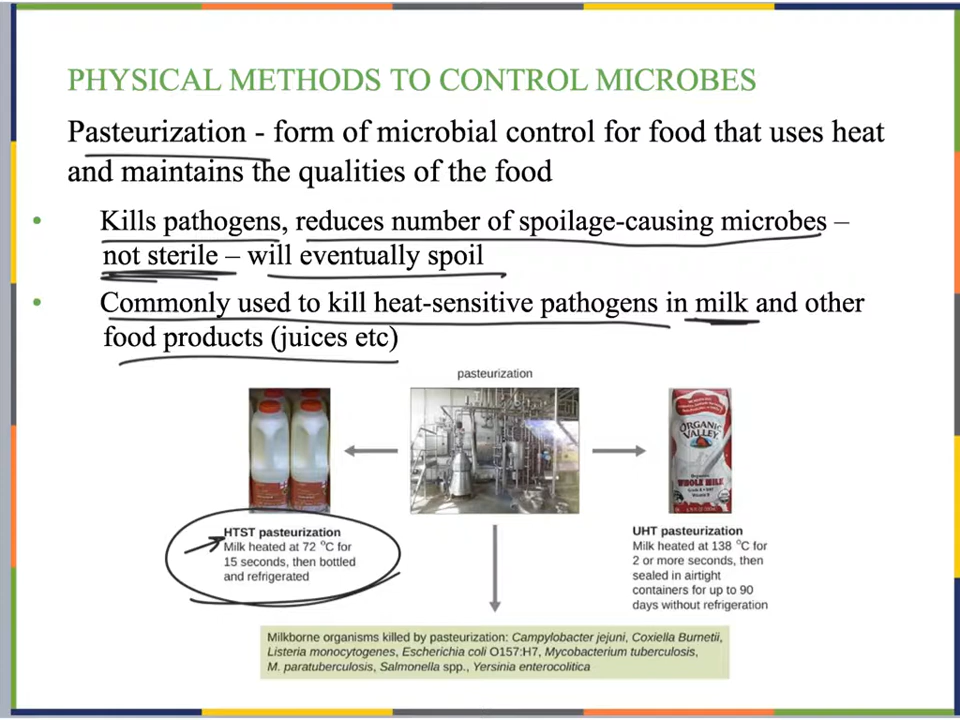 PHYSICAL METHODS TO CONTROL MICROBES
Pasteurization - form of microbial control for food that uses heat
and maintains the qualities of the food
• Kills pathogens, reduces number of spoilage-causing microbes –
not sterile – will eventually spoil
• Commonly used to kill heat-sensitive pathogens in milk and other
food products (juices etc)
pasteurization
ORGANIC
VALLEY
WHOLE MILK
HTST pasteurization
Milk heated at 72 °C for
15 seconds, then bottled
and refrigerated
UHT pasteurization
Milk heated at 138 °C for
2 or more seconds, then
sealed in airtight
containers for up to 90
days without refrigeration
Milkborne organisms killed by pasteurization: Campylobacter jejuni, Coxiella Burnetii,
Listeria monocytogenes, Escherichia coli O157:H7, Mycobacterium tuberculosis,
M. paratuberculosis, Salmonella spp., Yersinia enterocolitica